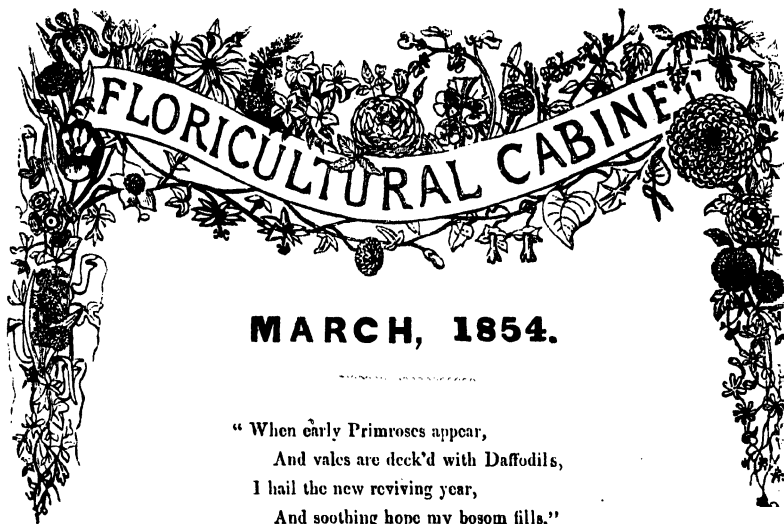 FLORICULTURAL CABINET
MARCH, 1854.
“ When early Primroses appear,
And vales are deck'd with Daffodils,
I hail the new reviving year,
And soothing hope my bosom fills.”